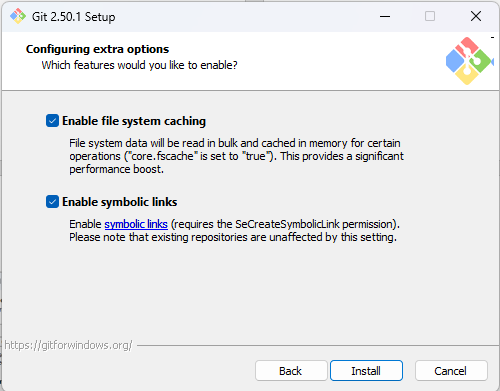 Git 2.50.1 Setup
Configuring extra options
Which features would you like to enable?
Enable file system caching
File system data will be read in bulk and cached in memory for certain
operations ("core.fscache" is set to "true"). This provides a significant
performance boost.
Enable symbolic links
Enable symbolic links (requires the SeCreateSymbolicLink permission).
Please note that existing repositories are unaffected by this setting.
https://gitforwindows.org/
Back
Install
Cancel